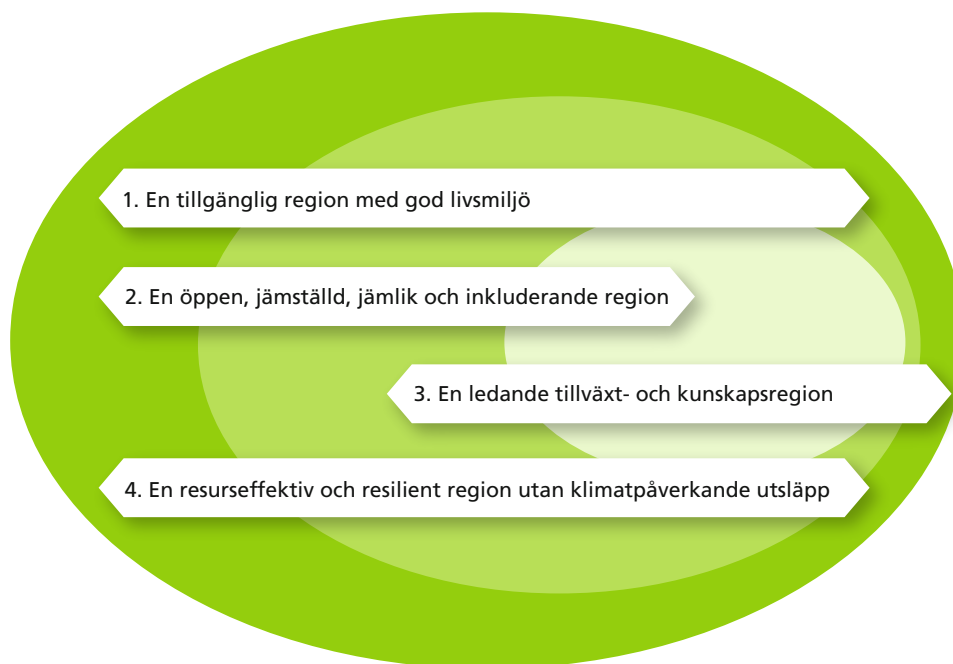 1. En tillgänglig region med god livsmiljö
2. En öppen, jämställd, jämlik och inkluderande region
3. En ledande tillväxt- och kunskapsregion
4. En resurseffektiv och resilient region utan klimatpåverkande utsläpp